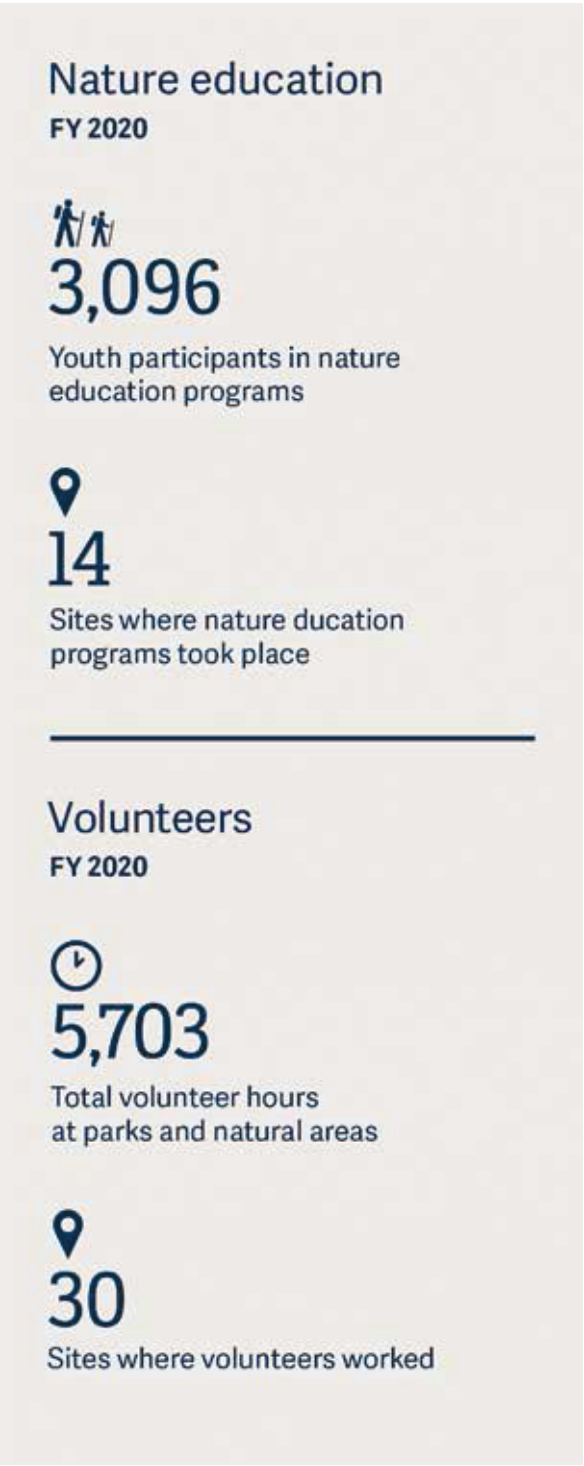 Nature education
FY 2020
3,096
Youth participants in nature
education programs
14
Sites where nature ducation
programs took place
Volunteers
FY 2020
5,703
Total volunteer hours
at parks and natural areas
30
Sites where volunteers worked